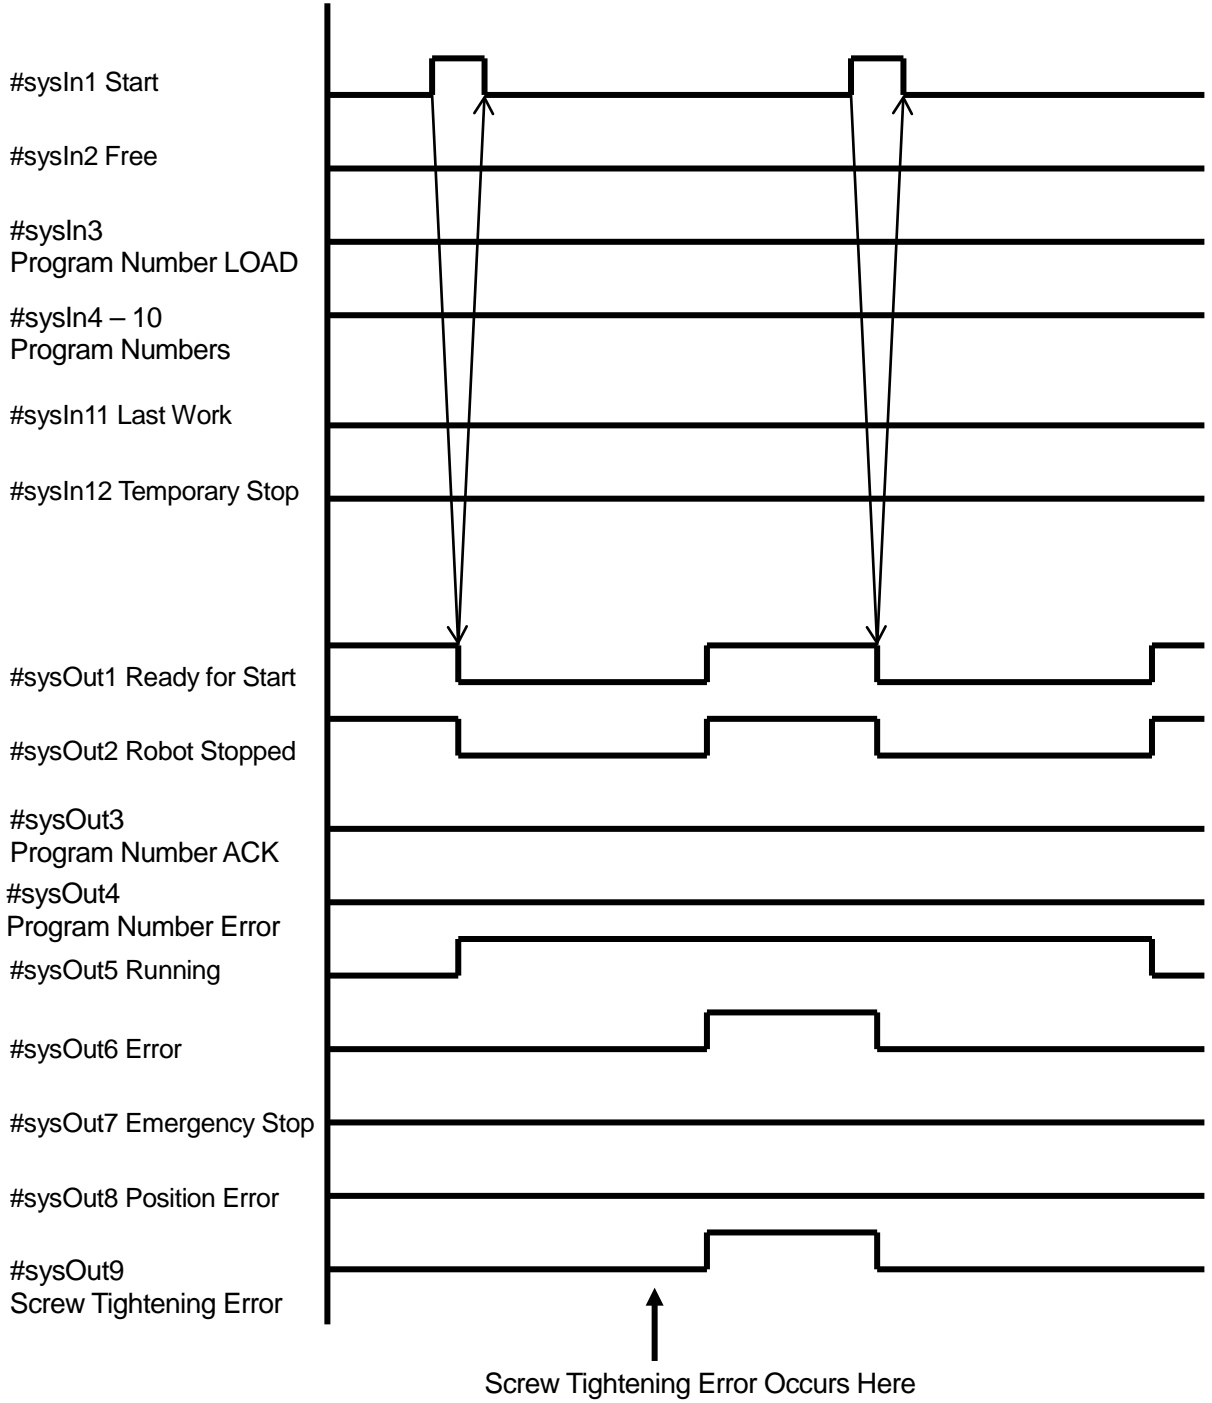 #sysIn1 Start
#sysIn2 Free
#sysIn3
Program Number LOAD
#sysIn4 – 10
Program Numbers
#sysIn11 Last Work
#sysIn12 Temporary Stop
#sysOut1 Ready for Start
#sysOut2 Robot Stopped
#sysOut3
Program Number ACK
#sysOut4
Program Number Error
#sysOut5 Running
#sysOut6 Error
#sysOut7 Emergency Stop
#sysOut8 Position Error
#sysOut9
Screw Tightening Error
Screw Tightening Error Occurs Here